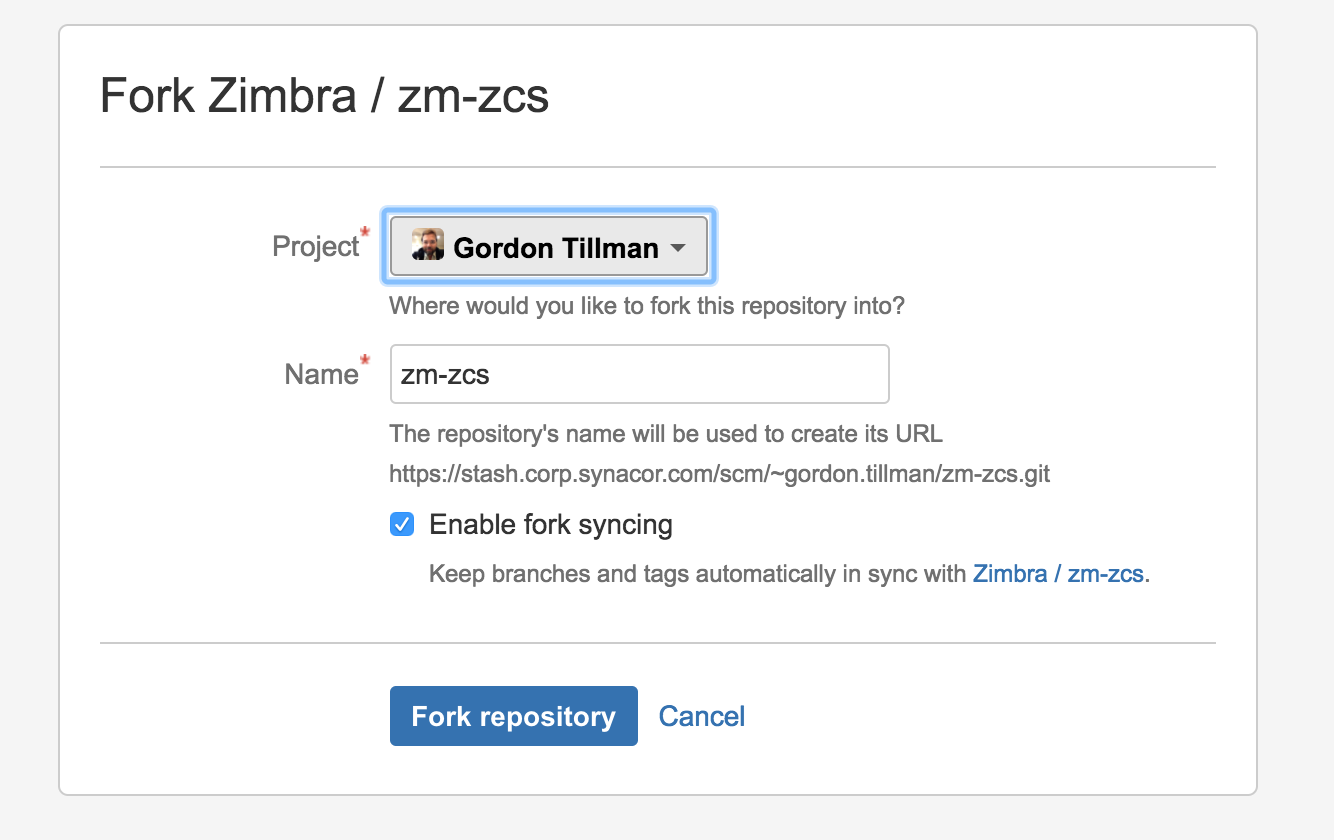 Fork Zimbra / zm-zcs
Project*
Gordon Tillman
Where would you like to fork this repository into?
Name*
zm-zcs
The repository's name will be used to create its URL
https://stash.corp.synacor.com/scm/~gordon.tillman/zm-zcs.git
Enable fork syncing
Keep branches and tags automatically in sync with Zimbra / zm-zcs.
Fork repository Cancel